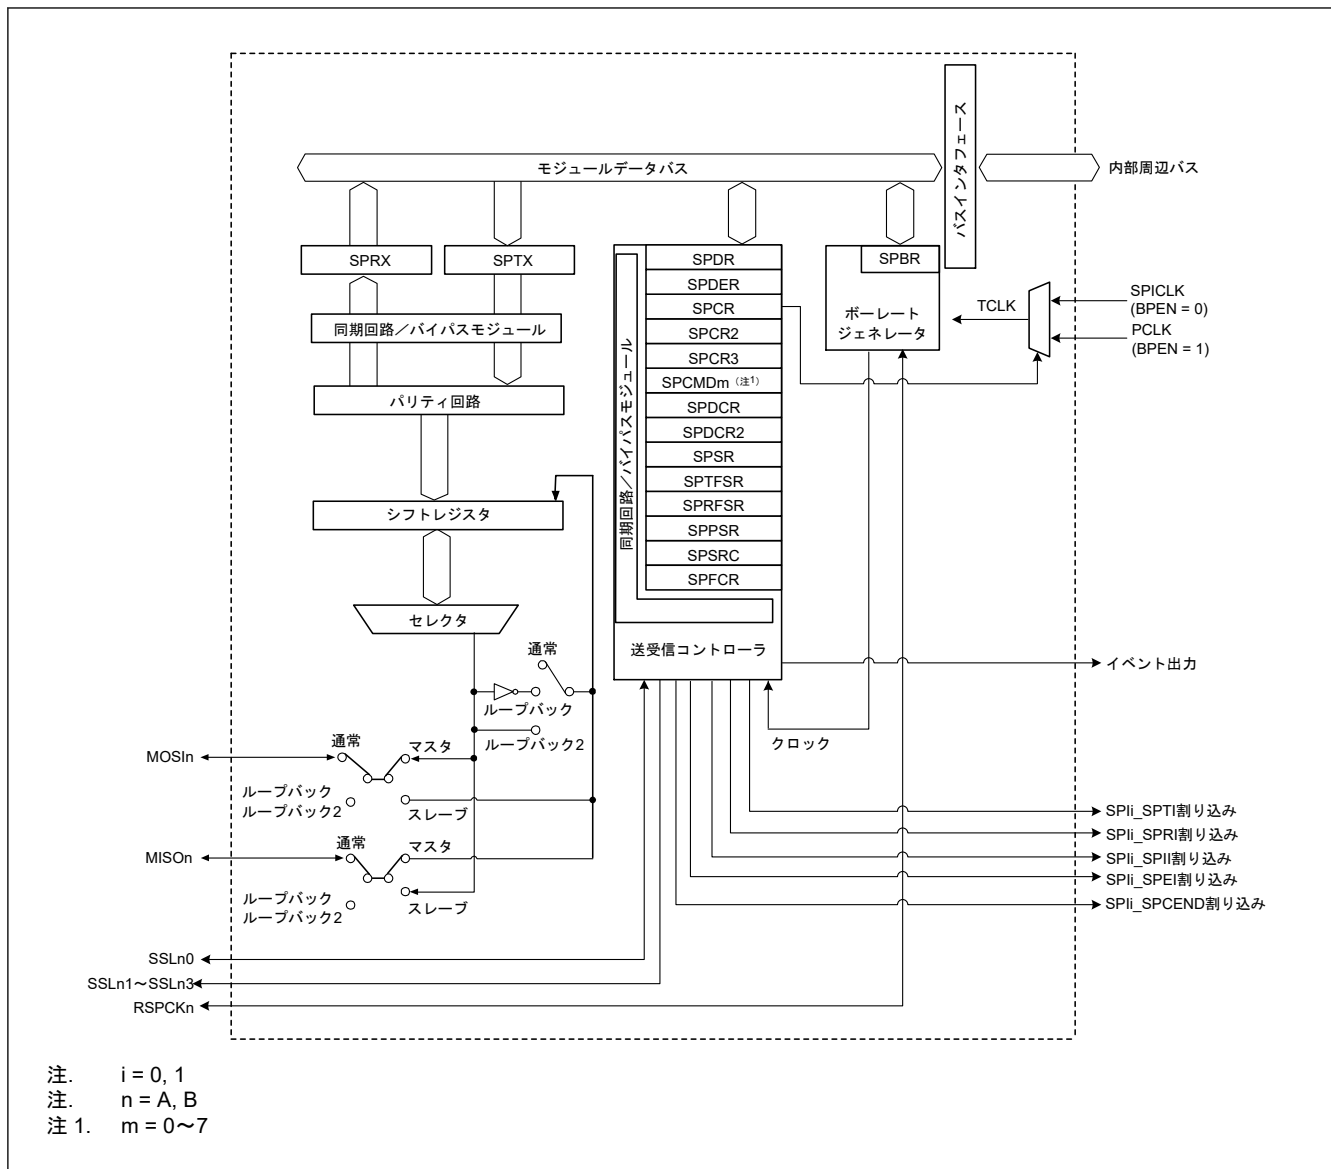 バスインタフェース
モジュールデータバス
内部周辺バス
SPRX
SPTX
同期回路／バイパスモジュール
パリティ回路
シフトレジスタ
セレクタ
同期回路／バイパスモジュール
SPDR
SPDER
SPCR
SPCR2
SPCR3
SPCMDm（注1）
SPDCR
SPDCR2
SPSR
SPTFSR
SPRFSR
SPPSR
SPSRC
SPFCR
送受信コントローラ
SPBR
ボーレート
ジェネレータ
TCLK
SPICLK
(BPEN = 0)
PCLK
(BPEN = 1)
通常
ループバック
ループバック2
クロック
イベント出力
MOSIn
通常
マスタ
ループバック
ループバック2
スレーブ
MISOn
通常
マスタ
ループバック
ループバック2
スレーブ
SPIi_SPTI割り込み
SPIi_SPRI割り込み
SPIi_SPII割り込み
SPIi_SPEI割り込み
SPIi_SPCEND割り込み
SSLn0
SSLn1～SSLn3
RSPCKn
注. i = 0, 1
注. n = A, B
注 1. m = 0～7